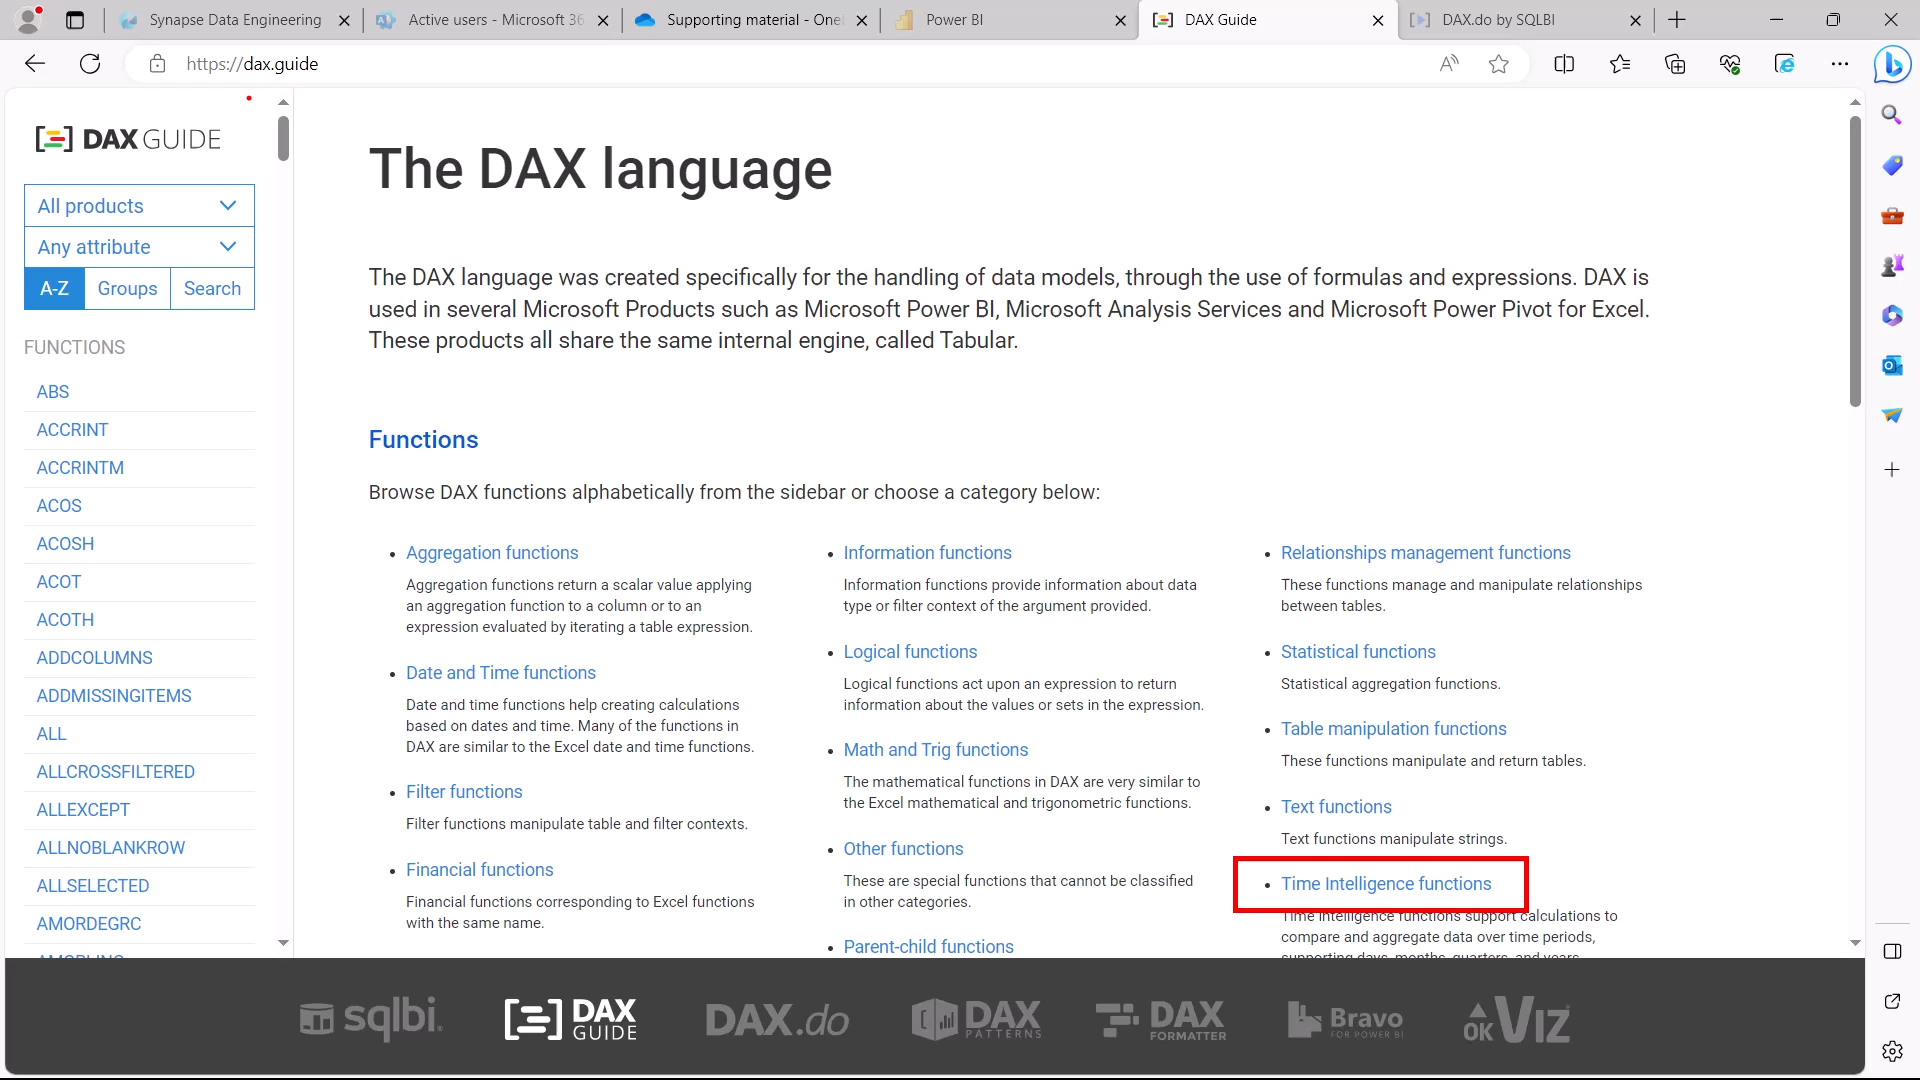 Synapse Data Engineering
Active users - Microsoft 36
Supporting material - One
Power BI
DAX Guide
DAX.do by SQLBI
https://dax.guide
DAX GUIDE
All products
Any attribute
A-Z
Groups
Search
FUNCTIONS
ABS
ACCRINT
ACCRINTM
ACOS
ACOSH
ACOT
ACOTH
ADDCOLUMNS
ADDMISSINGITEMS
ALL
ALLCROSSFILTERED
ALLEXCEPT
ALLNOBLANKROW
ALLSELECTED
AMORDEGRC
The DAX language
The DAX language was created specifically for the handling of data models, through the use of formulas and expressions. DAX is
used in several Microsoft Products such as Microsoft Power BI, Microsoft Analysis Services and Microsoft Power Pivot for Excel.
These products all share the same internal engine, called Tabular.
Functions
Browse DAX functions alphabetically from the sidebar or choose a category below:
Aggregation functions
Aggregation functions return a scalar value applying
an aggregation function to a column or to an
expression evaluated by iterating a table expression.
Date and Time functions
Date and time functions help creating calculations
based on dates and time. Many of the functions in
DAX are similar to the Excel date and time functions.
Filter functions
Filter functions manipulate table and filter contexts.
Financial functions
Financial functions corresponding to Excel functions
with the same name.
Information functions
Information functions provide information about data
type or filter context of the argument provided.
Logical functions
Logical functions act upon an expression to return
information about the values or sets in the expression.
Math and Trig functions
The mathematical functions in DAX are very similar to
the Excel mathematical and trigonometric functions.
Other functions
These are special functions that cannot be classified
in other categories.
Parent-child functions
Relationships management functions
These functions manage and manipulate relationships
between tables.
Statistical functions
Statistical aggregation functions.
Table manipulation functions
These functions manipulate and return tables.
Text functions
Text functions manipulate strings.
Time Intelligence functions
Time Intelligence functions support calculations to
compare and aggregate data over time periods,
supporting days, months, quarters, and years.
sqlbi.
DAX
GUIDE
DAX.do
DAX
PATTERNS
DAX
FORMATTER
Bravo
FOR POWER BI
OK VIZ